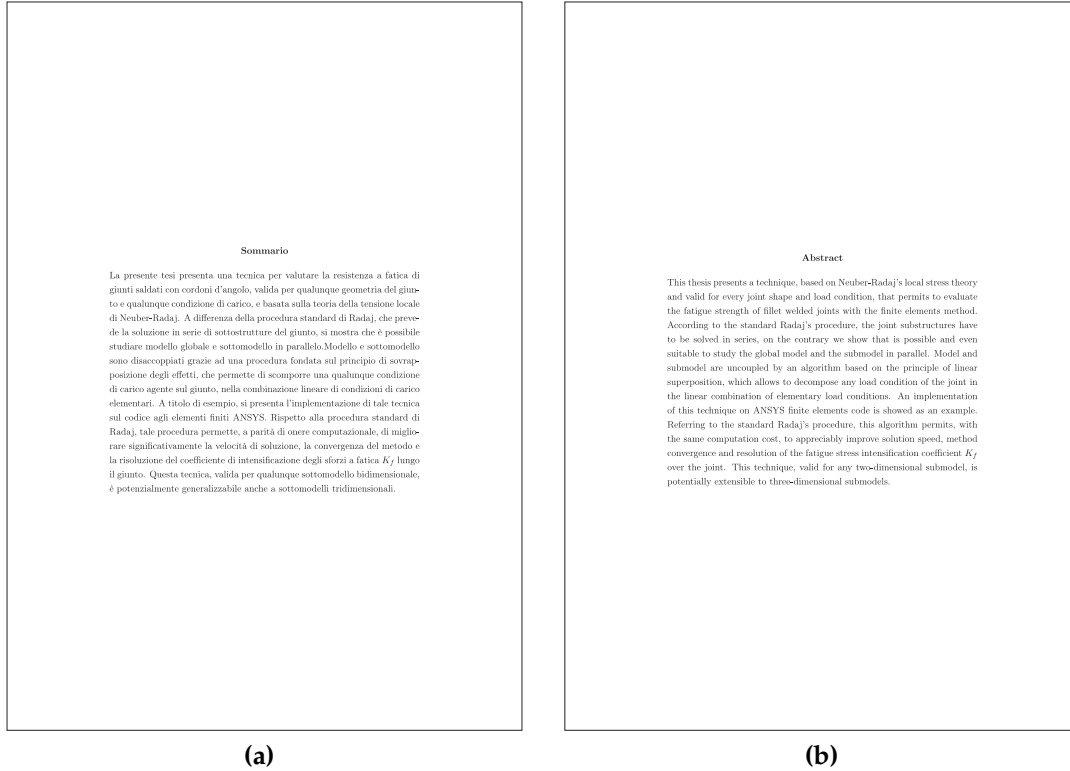 Sommario
La presente tesi presenta una tecnica per valutare la resistenza a fatica di
giunti saldati con cordoni d'angolo, valida per qualunque geometria del giun-
to e qualunque condizione di carico, e basata sulla teoria della tensione locale
di Neuber-Radaj. A differenza della procedura standard di Radaj, che preve-
de la soluzione in serie di sottostrutture del giunto, si mostra che è possibile
studiare modello globale e sottomodello in parallelo.Modello e sottomodello
sono disaccoppiati grazie ad una procedura fondata sul principio di sovrap-
posizione degli effetti, che permette di scomporre una qualunque condizione
di carico agente sul giunto, nella combinazione lineare di condizioni di carico
elementari. A titolo di esempio, si presenta l'implementazione di tale tecnica
sul codice agli elementi finiti ANSYS. Rispetto alla procedura standard di
Radaj, tale procedura permette, a parità di onere computazionale, di miglio-
rare significativamente la velocità di soluzione, la convergenza del metodo e
la risoluzione del coefficiente di intensificazione degli sforzi a fatica K_f lungo
il giunto. Questa tecnica, valida per qualunque sottomodello bidimensionale,
è potenzialmente generalizzabile anche a sottomodelli tridimensionali.
(a)
Abstract
This thesis presents a technique, based on Neuber-Radaj's local stress theory
and valid for every joint shape and load condition, that permits to evaluate
the fatigue strength of fillet welded joints with the finite elements method.
According to the standard Radaj's procedure, the joint substructures have
to be solved in series, on the contrary we show that is possible and even
suitable to study the global model and the submodel in parallel. Model and
submodel are uncoupled by an algorithm based on the principle of linear
superposition, which allows to decompose any load condition of the joint in
the linear combination of elementary load conditions. An implementation
of this technique on ANSYS finite elements code is showed as an example.
Referring to the standard Radaj's procedure, this algorithm permits, with
the same computation cost, to appreciably improve solution speed, method
convergence and resolution of the fatigue stress intensification coefficient K_f
over the joint. This technique, valid for any two-dimensional submodel, is
potentially extensible to three-dimensional submodels.
(b)